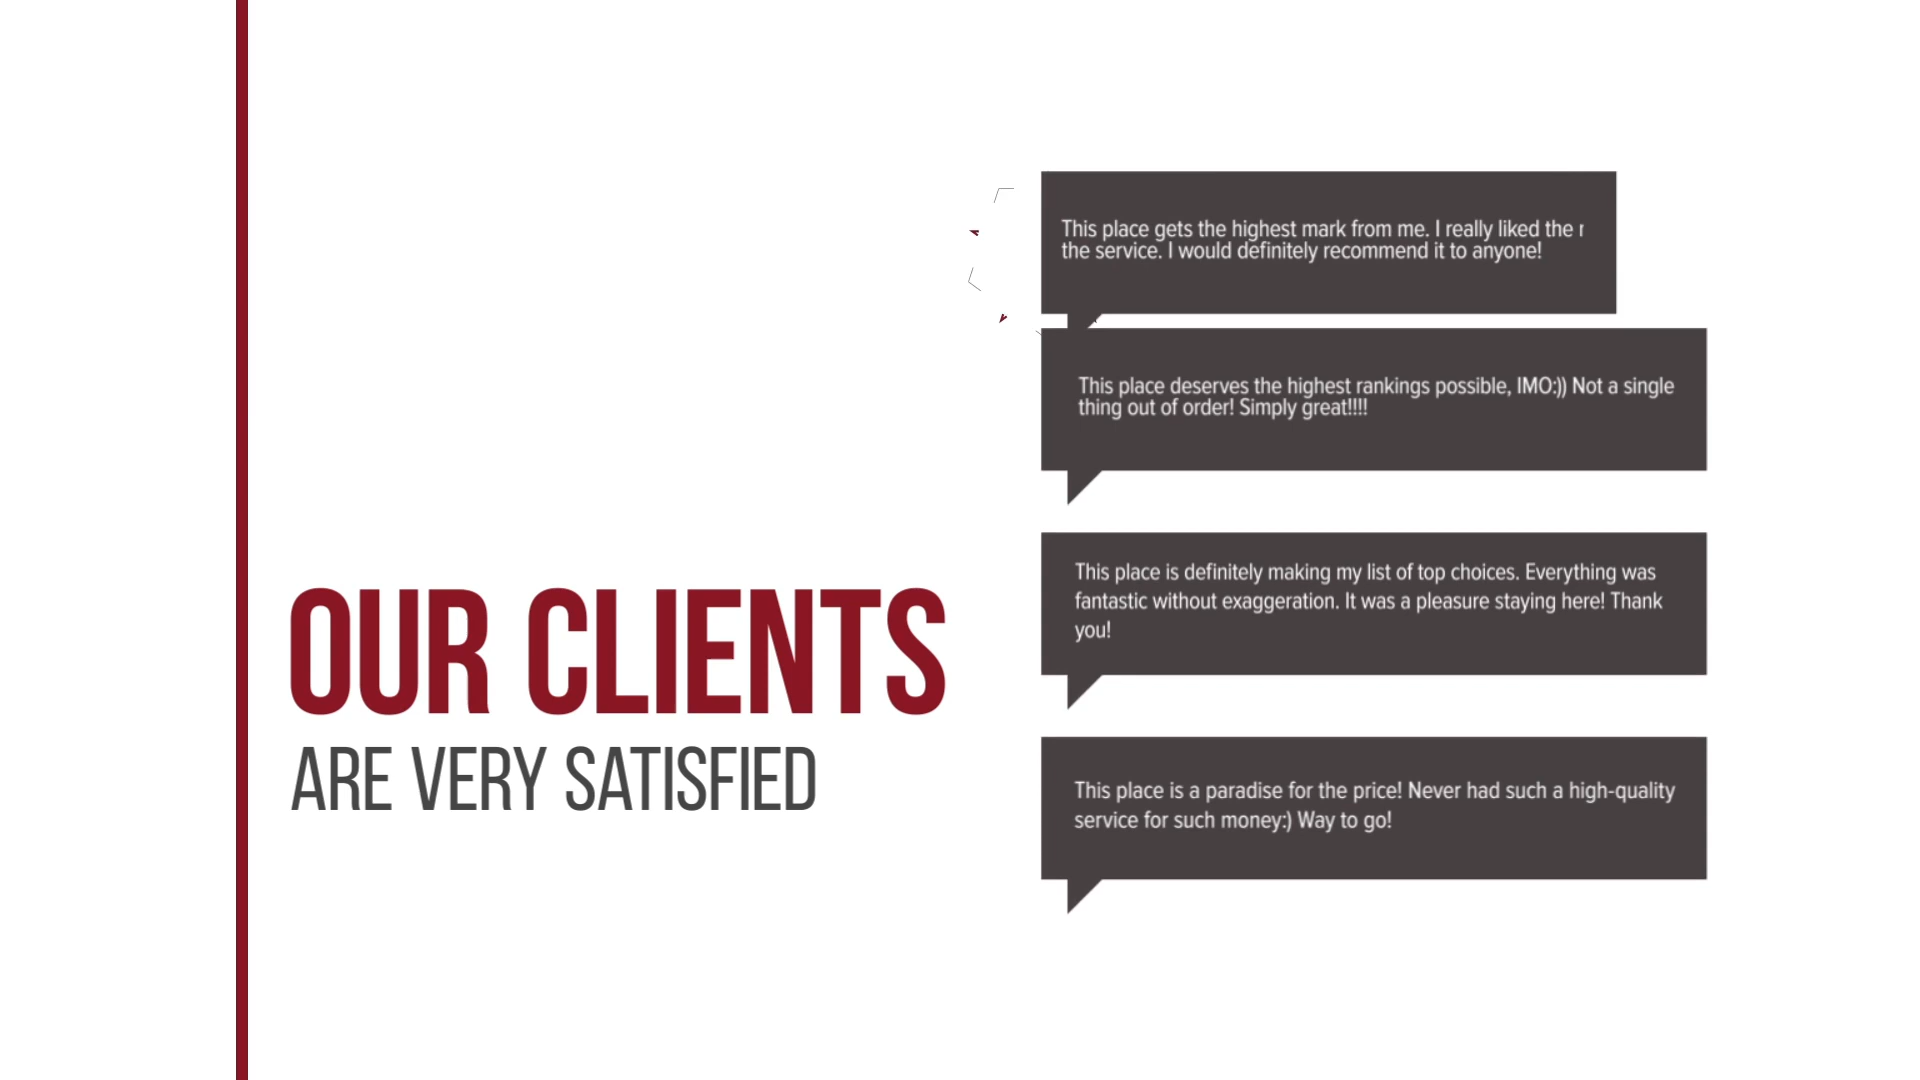 This place gets the highest mark from me. I really liked the
the service. I would definitely recommend it to anyone!
This place deserves the highest rankings possible, IMO:)) Not a single
thing out of order! Simply great!!!!
This place is definitely making my list of top choices. Everything was
fantastic without exaggeration. It was a pleasure staying here! Thank
you!
OUR CLIENTS
ARE VERY SATISFIED
This place is a paradise for the price! Never had such a high-quality
service for such money:) Way to go!